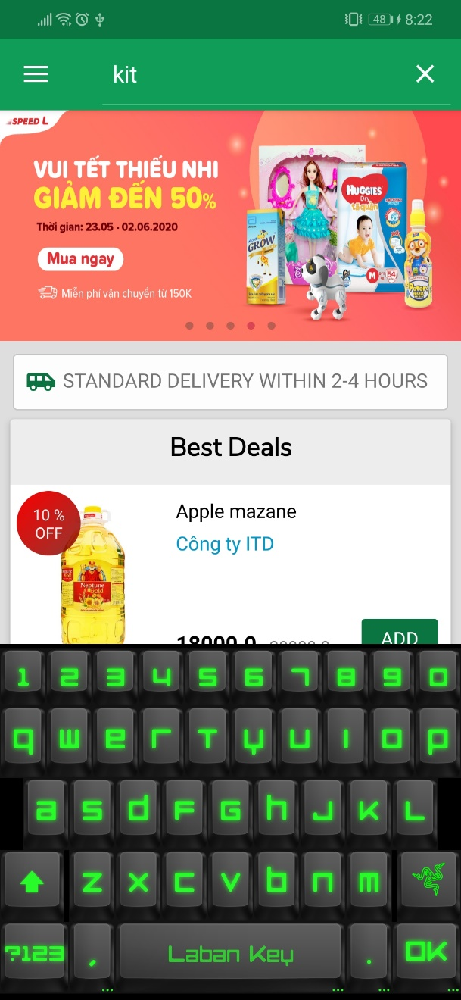 48 8:22
kit
SPEED L
VUI TẾT THIẾU NHI
GIẢM ĐẾN 50%
Thời gian: 23.05 - 02.06.2020
Mua ngay
Miễn phí vận chuyển từ 150K
HUGGIES
Dry
tã quần
GROW
M 54
Pororo
STANDARD DELIVERY WITHIN 2-4 HOURS
Best Deals
10 %
OFF
Apple mazane
Công ty ITD
Neptune
Gold
18000 ADD
1 2 3 4 5 6 7 8 9 0
q w e r t y u i o p
a s d f g h j k l
z x c v b n m
?123 , Laban Key . OK